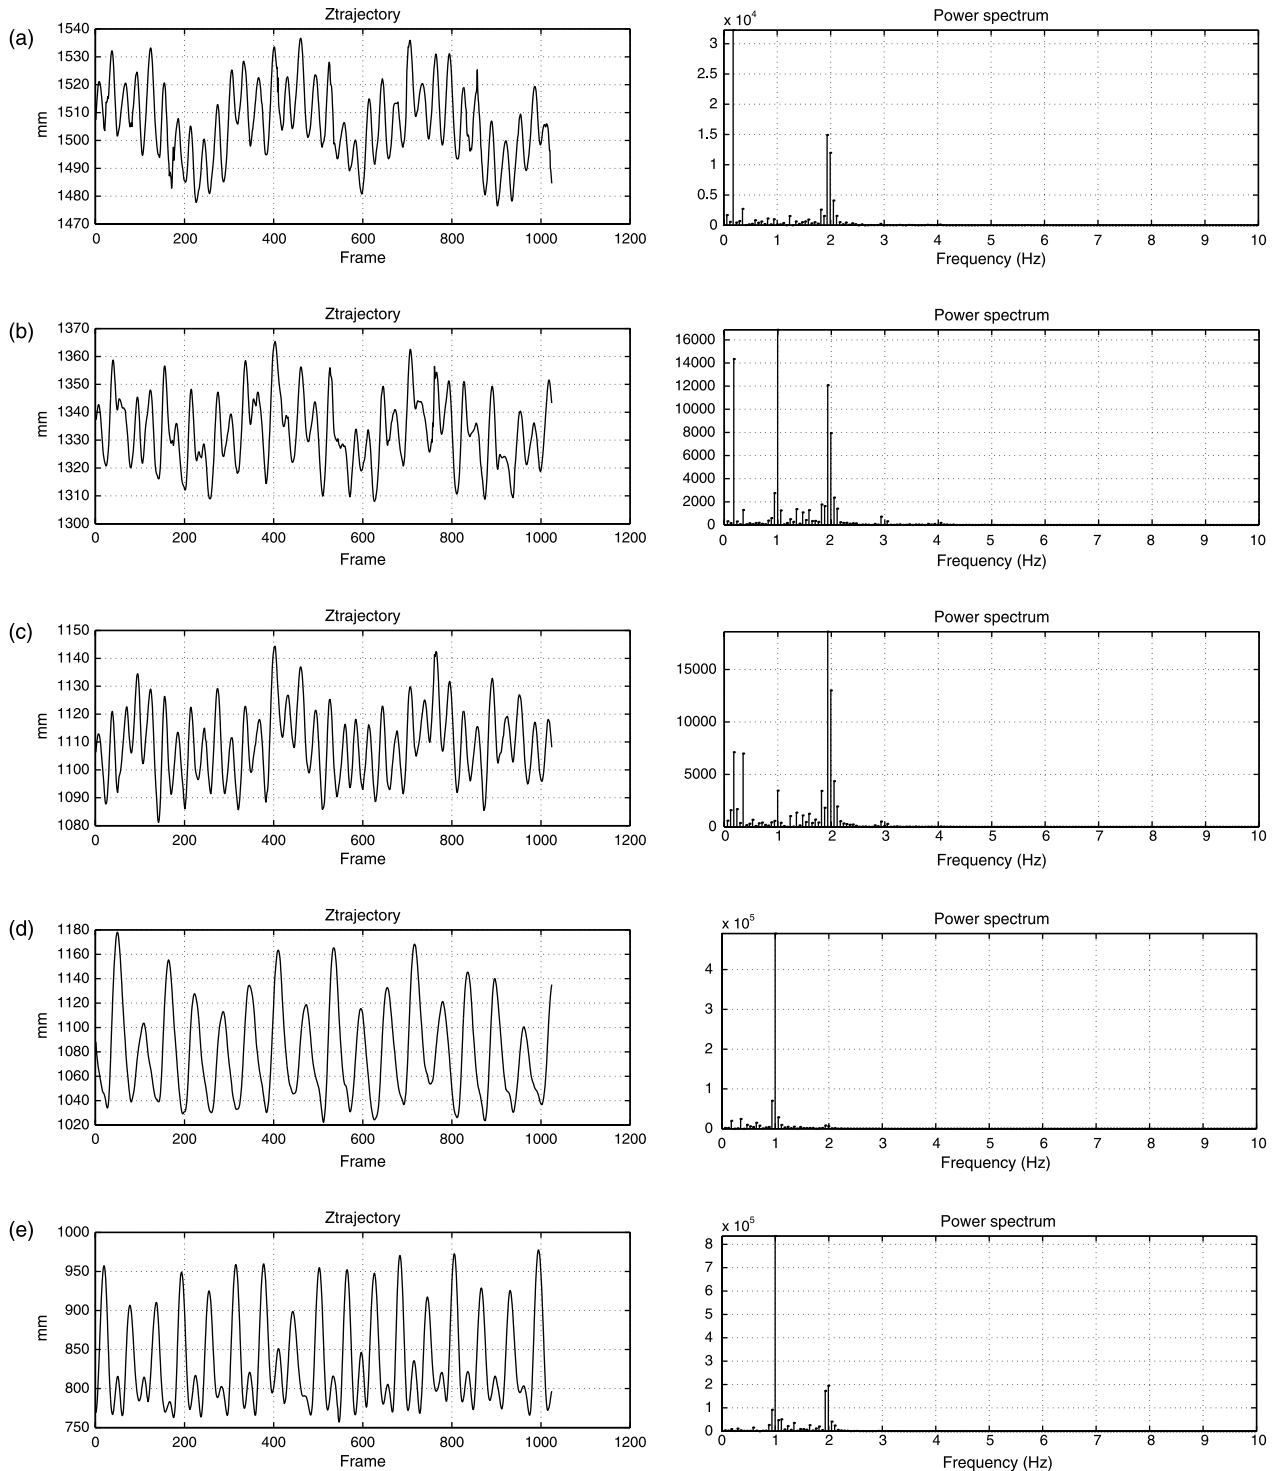 (a)
Ztrajectory
1540
1530
1520
1510
1500
1490
1480
1470
mm
0 200 400 600 800 1000 1200
Frame
Power spectrum
x 10^4
3
2.5
2
1.5
1
0.5
0
0 1 2 3 4 5 6 7 8 9 10
Frequency (Hz)
(b)
Ztrajectory
1370
1360
1350
1340
1330
1320
1310
1300
mm
0 200 400 600 800 1000 1200
Frame
Power spectrum
16000
14000
12000
10000
8000
6000
4000
2000
0
0 1 2 3 4 5 6 7 8 9 10
Frequency (Hz)
(c)
Ztrajectory
1150
1140
1130
1120
1110
1100
1090
1080
mm
0 200 400 600 800 1000 1200
Frame
Power spectrum
15000
10000
5000
0
0 1 2 3 4 5 6 7 8 9 10
Frequency (Hz)
(d)
Ztrajectory
1180
1160
1140
1100
1080
1060
1040
1020
mm
0 200 400 600 800 1000 1200
Frame
Power spectrum
x 10^5
4
3
2
1
0
0 1 2 3 4 5 6 7 8 9 10
Frequency (Hz)
(e)
Ztrajectory
1000
950
900
850
800
750
mm
0 200 400 600 800 1000 1200
Frame
Power spectrum
x 10^5
8
7
6
5
4
3
2
1
0
0 1 2 3 4 5 6 7 8 9 10
Frequency (Hz)